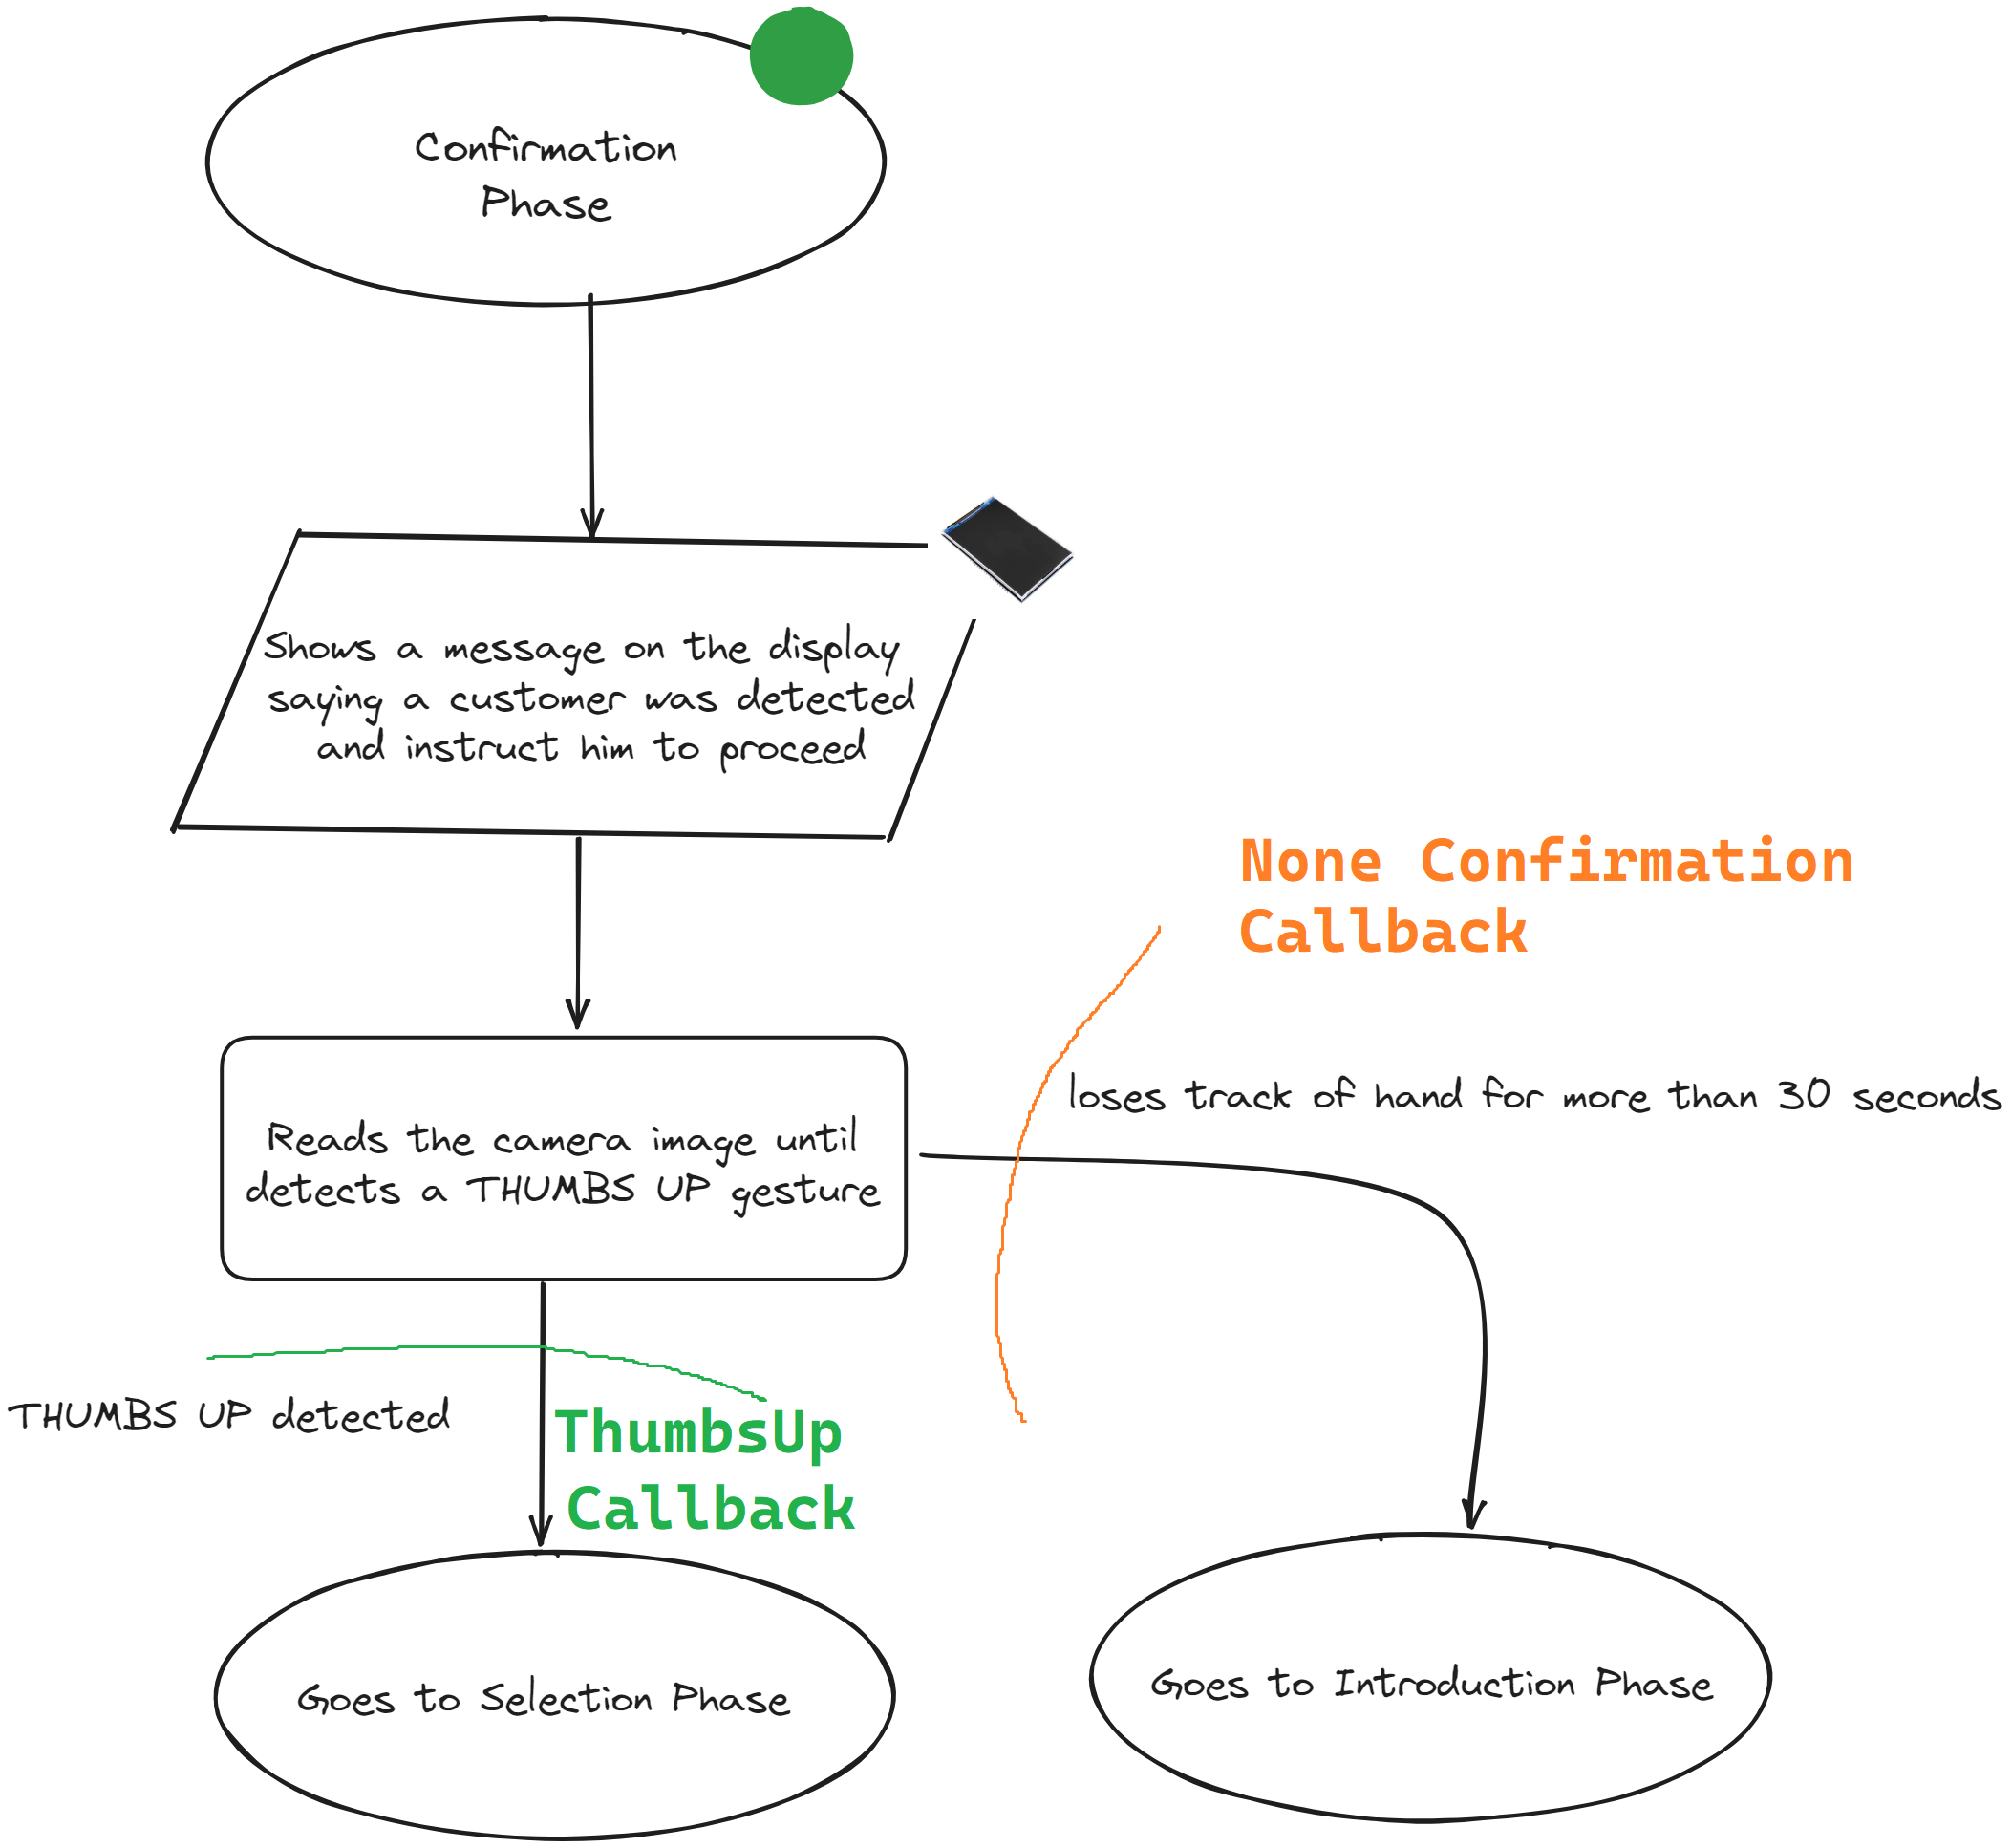 Confirmation
Phase
Shows a message on the display
saying a customer was detected
and instruct him to proceed
None Confirmation
Callback
loses track of hand for more than 30 seconds
Reads the camera image until
detects a THUMBS UP gesture
THUMBS UP detected
ThumbsUp
Callback
Goes to Selection Phase
Goes to Introduction Phase